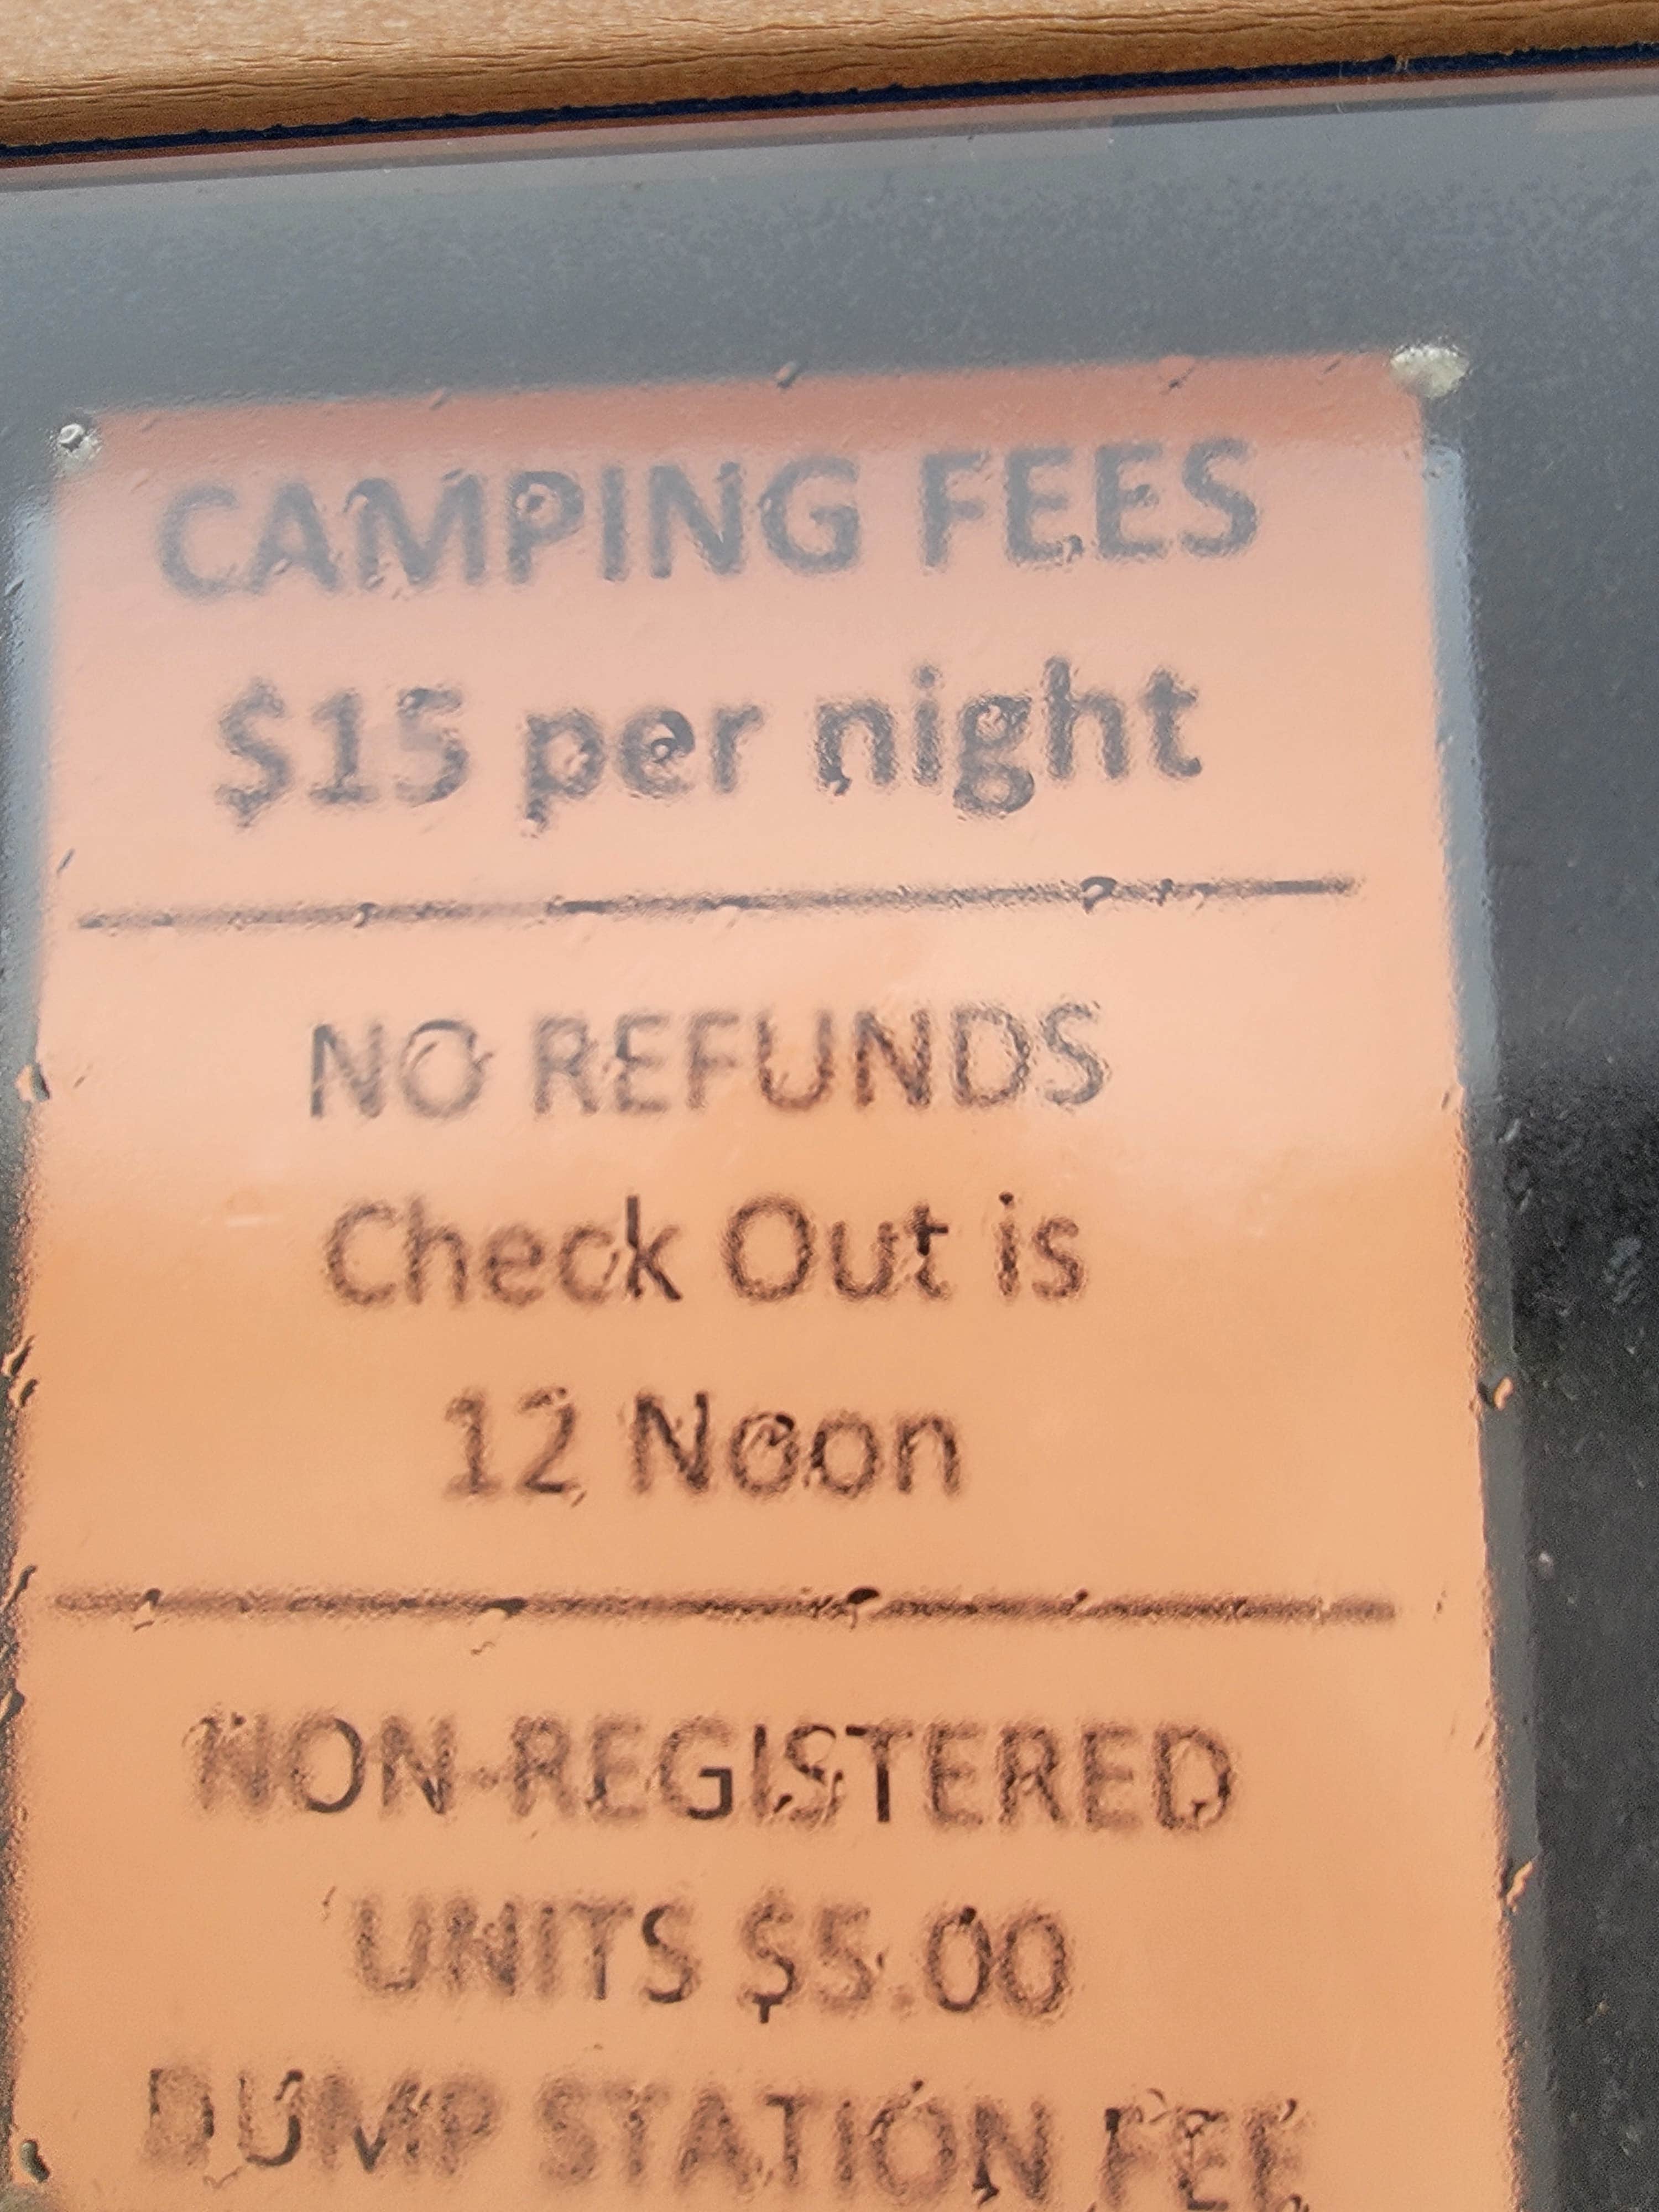 CAMPING FEES
$15 per night
NO REFUNDS
Check Out is
12 Noon
NON-REGISTERED
UNITS $5.00
DUMP STATION FEE